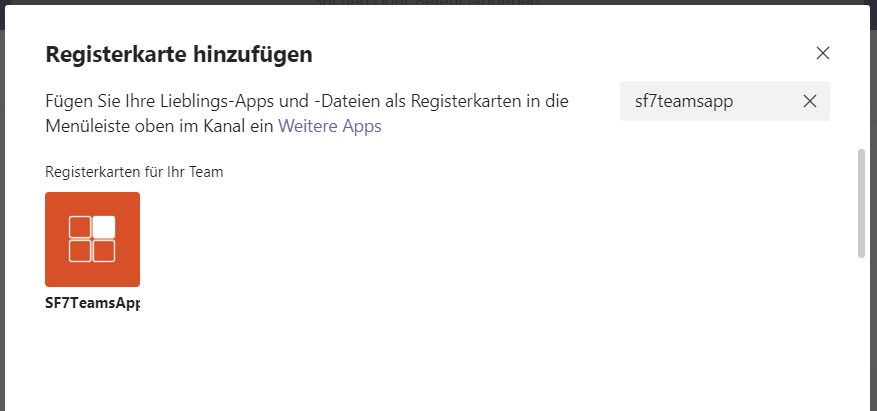 Registerkarte hinzufügen
Fügen Sie Ihre Lieblings-Apps und -Dateien als Registerkarten in die
Menüleiste oben im Kanal ein Weitere Apps
sf7teamsapp
Registerkarten für Ihr Team
SF7TeamsApp